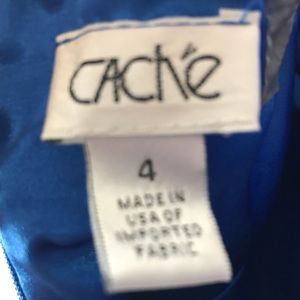 CACHÉ
4
MADE IN
USA OF
IMPORTED
FABRIC